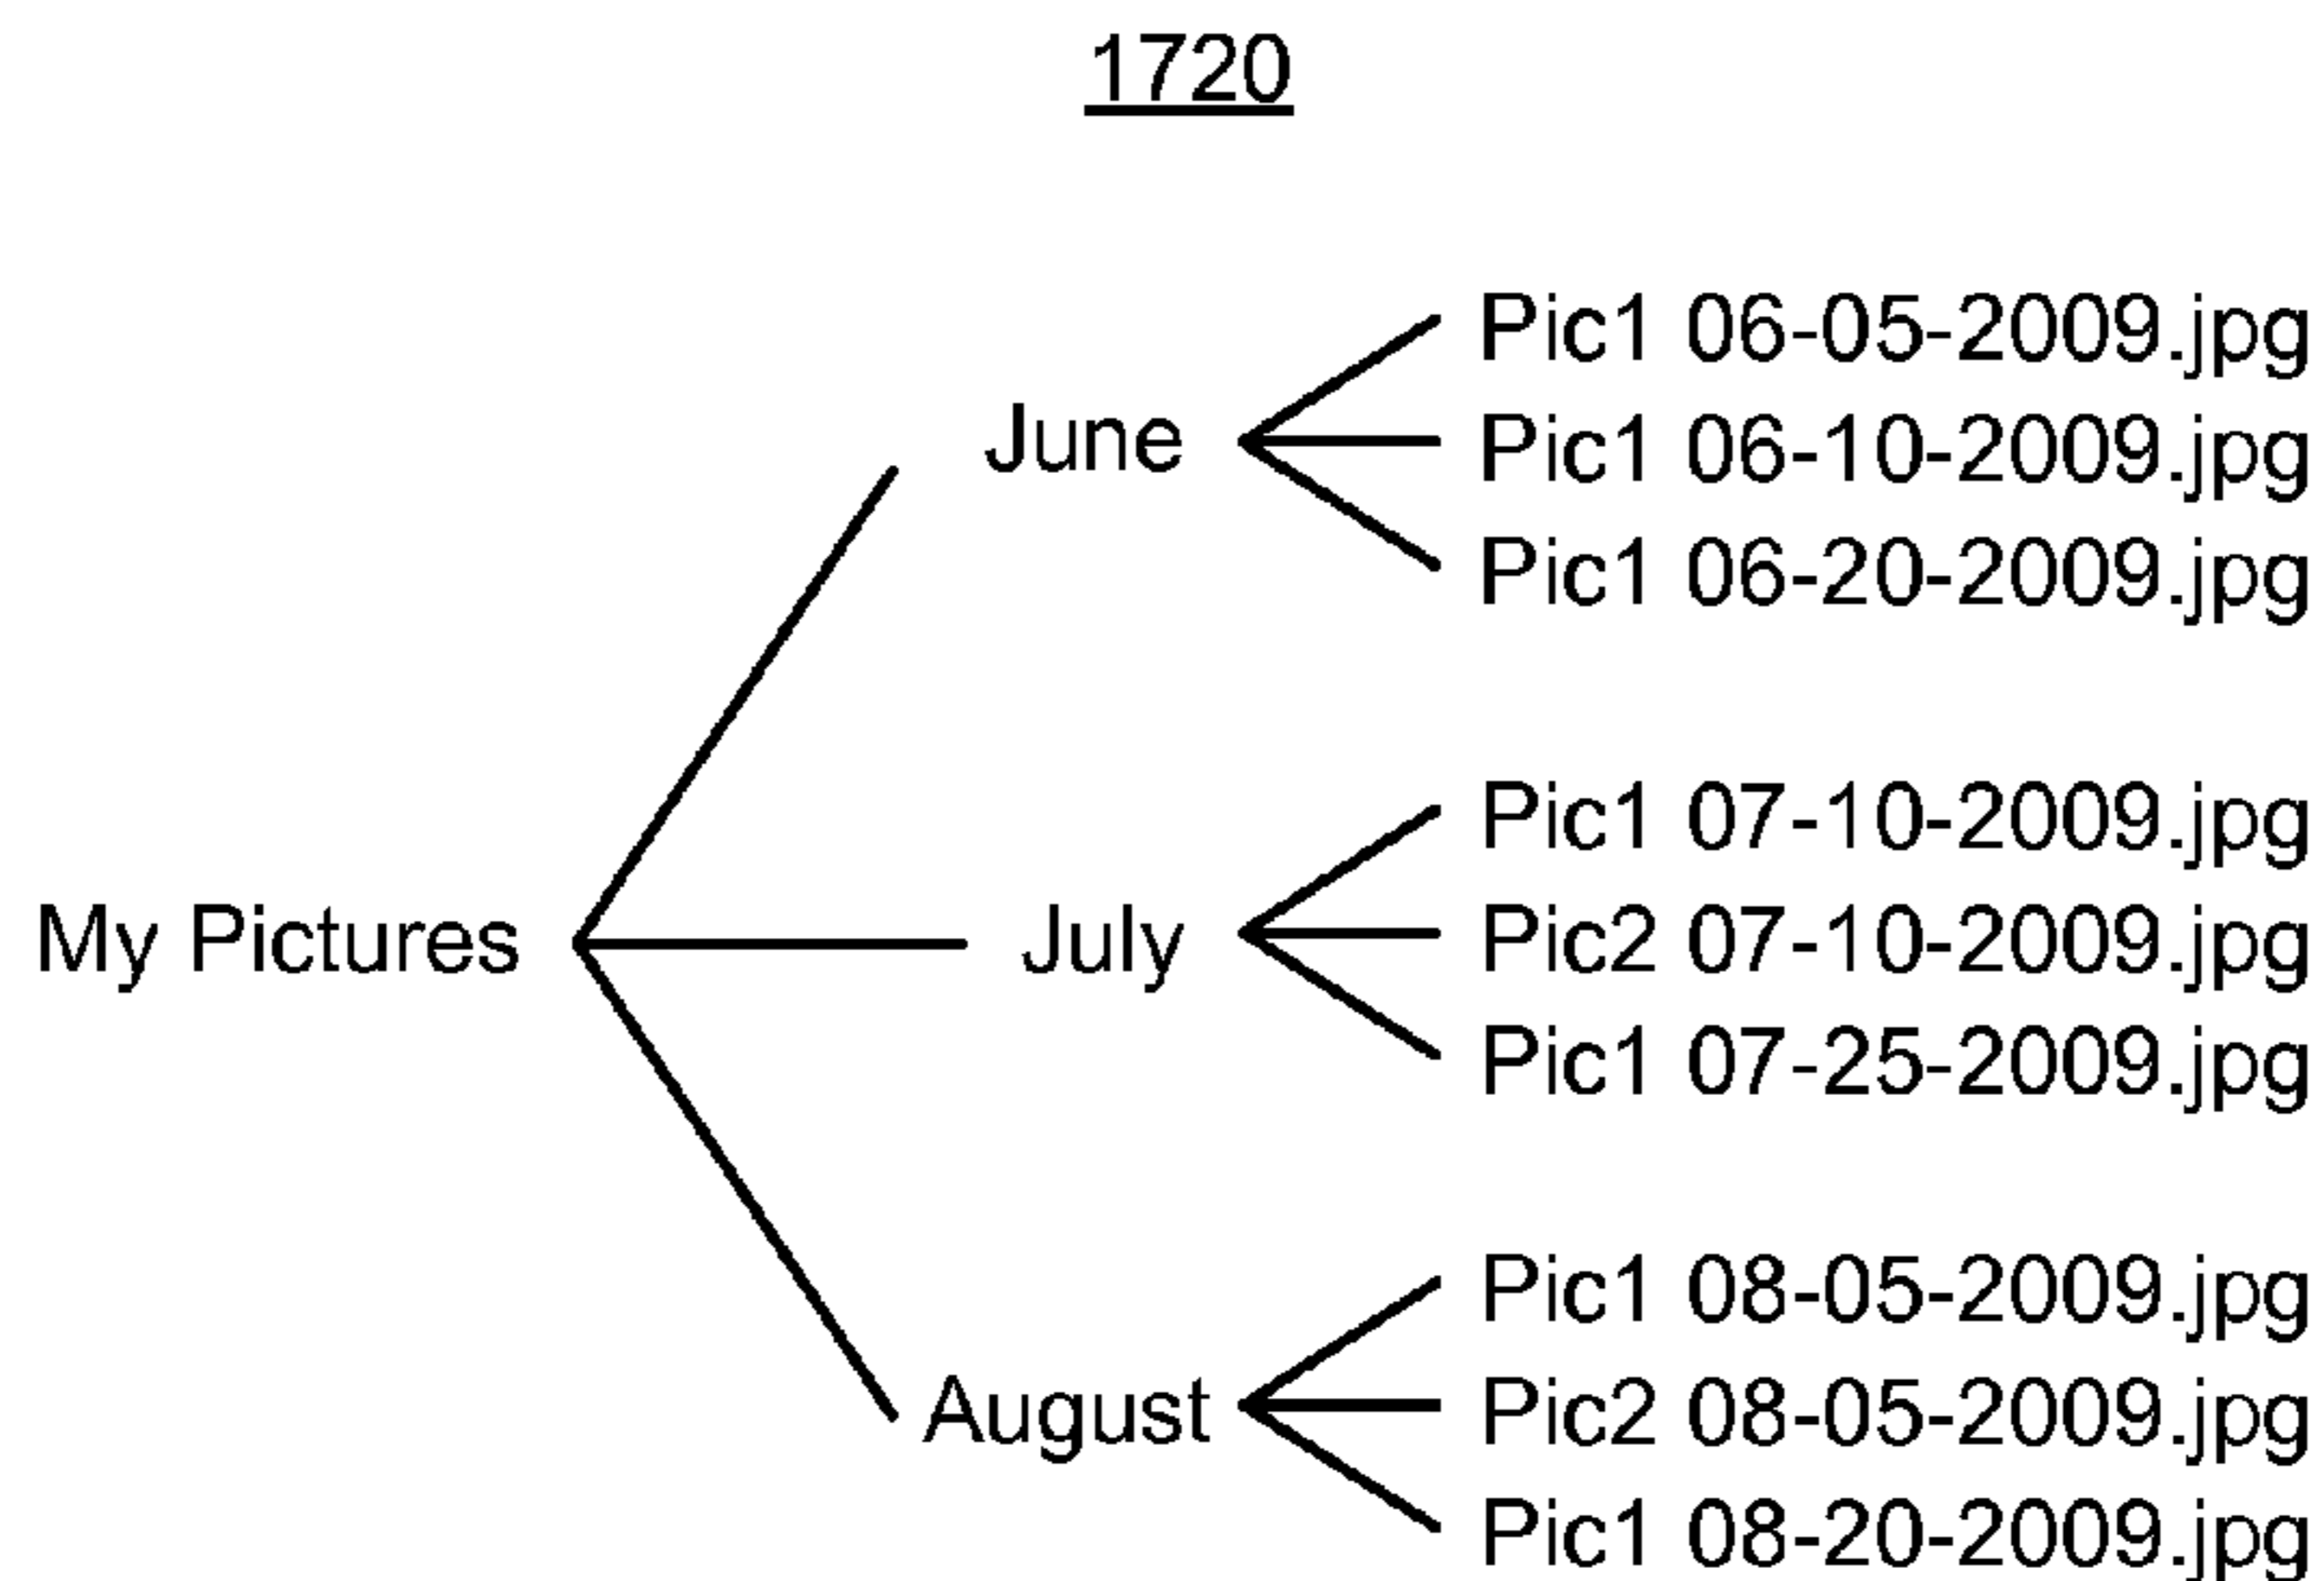 1720
My Pictures
June
Pic1 06-05-2009.jpg
Pic1 06-10-2009.jpg
Pic1 06-20-2009.jpg
July
Pic1 07-10-2009.jpg
Pic2 07-10-2009.jpg
Pic1 07-25-2009.jpg
August
Pic1 08-05-2009.jpg
Pic2 08-05-2009.jpg
Pic1 08-20-2009.jpg